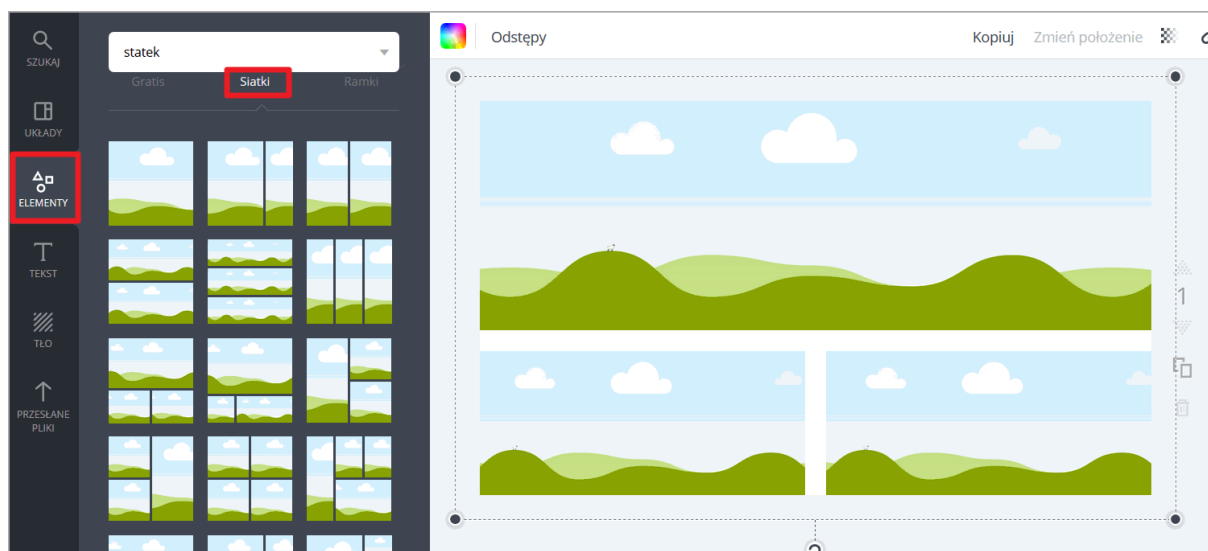 SZUKAJ
UKŁADY
ELEMENTY
TEKST
TŁO
PRZESŁANE
PLIKI
statek
Gratis Siatki Ramki
Odstępy Kopiuj Zmień położenie
1